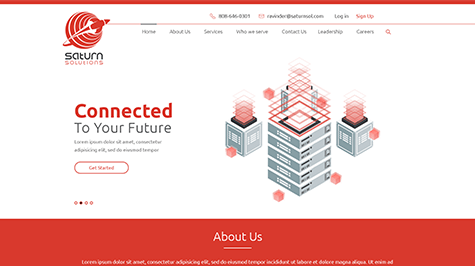 808-646-0301 ravinder@saturnsol.com Log in Sign Up
saturn
SOLUTIONS
Home About Us Services Who we serve Contact Us Leadership Careers
Connected
To Your Future
Lorem ipsum dolor sit amet, consectetur
adipisicing elit, sed do eiusmod tempor
Get Started
About Us
Lorem ipsum dolor sit amet, consectetur adipisicing elit, sed do eiusmod tempor incididunt ut labore et dolore magna aliqua. Ut enim ad